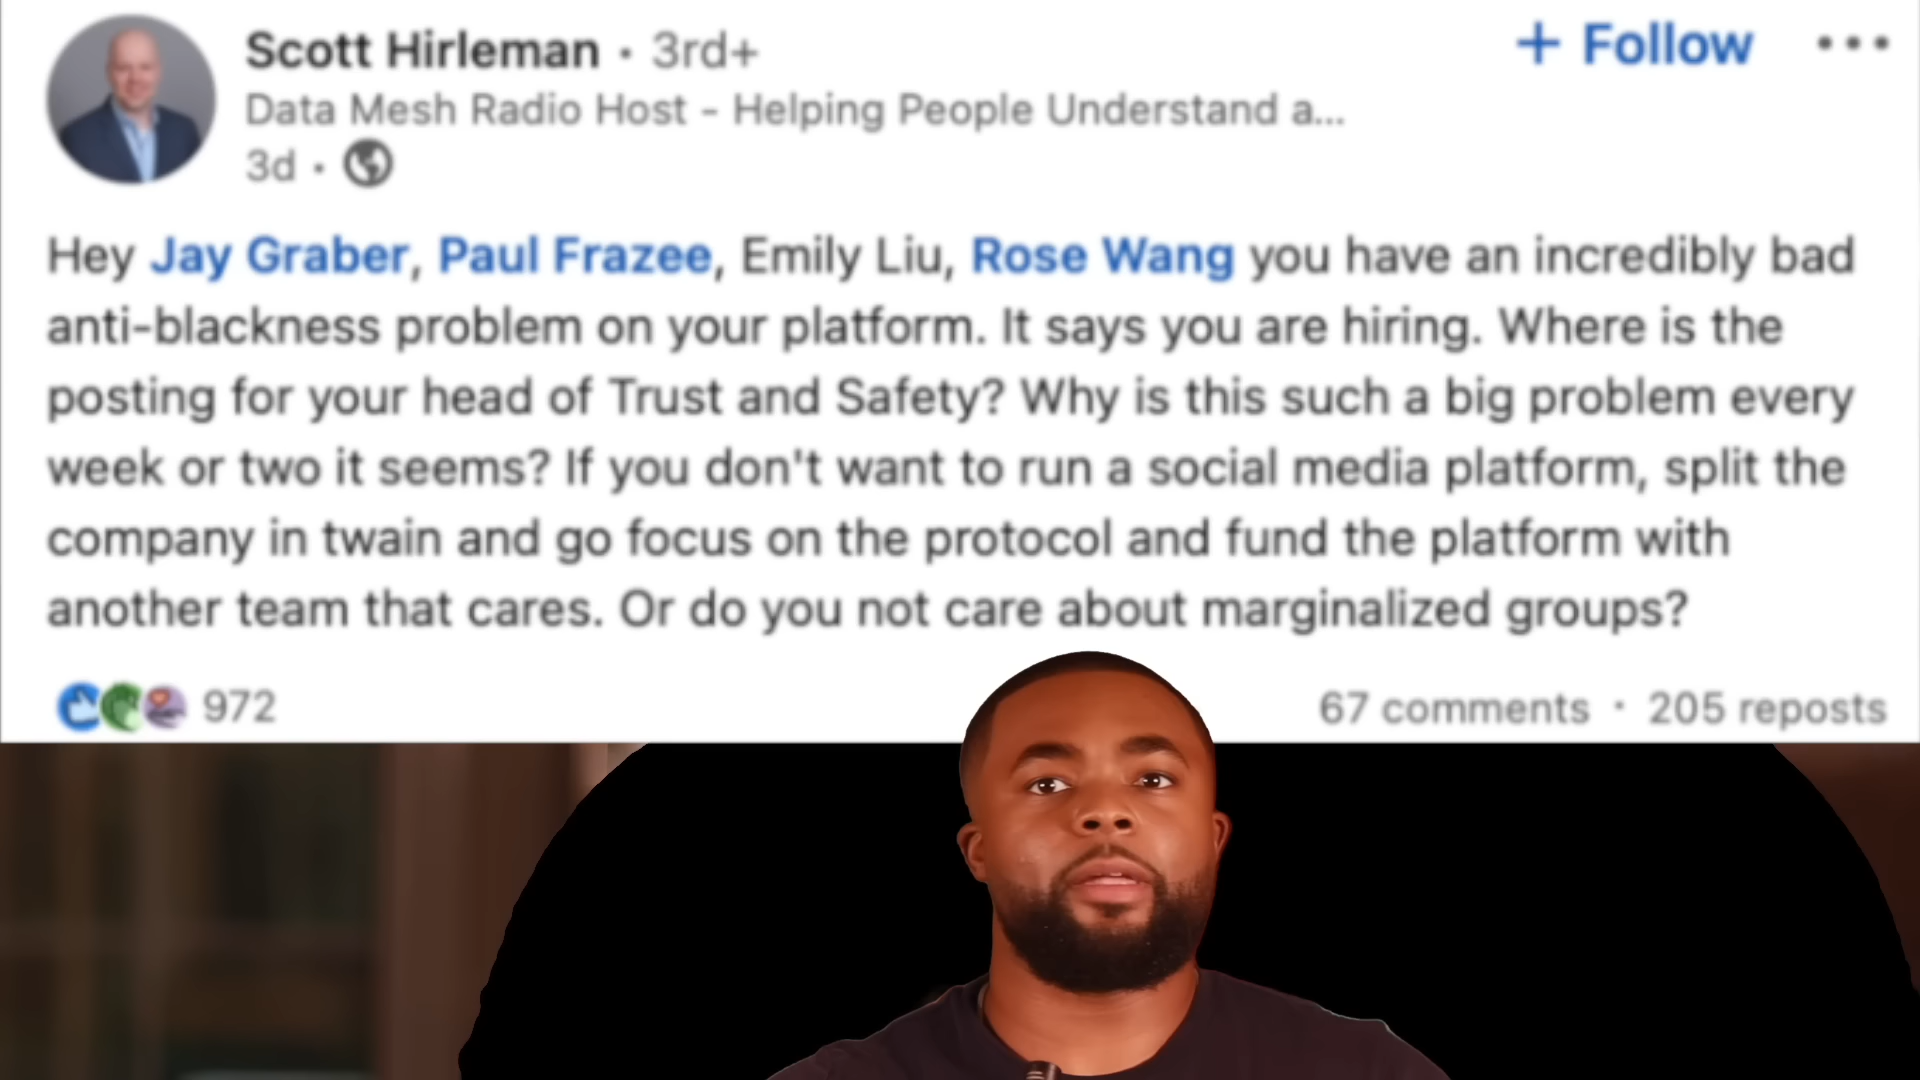 Scott Hirleman • 3rd+
+ Follow
Data Mesh Radio Host - Helping People Understand a...
3d •
Hey Jay Graber, Paul Frazee, Emily Liu, Rose Wang you have an incredibly bad
anti-blackness problem on your platform. It says you are hiring. Where is the
posting for your head of Trust and Safety? Why is this such a big problem every
week or two it seems? If you don't want to run a social media platform, split the
company in twain and go focus on the protocol and fund the platform with
another team that cares. Or do you not care about marginalized groups?
972
67 comments • 205 reposts